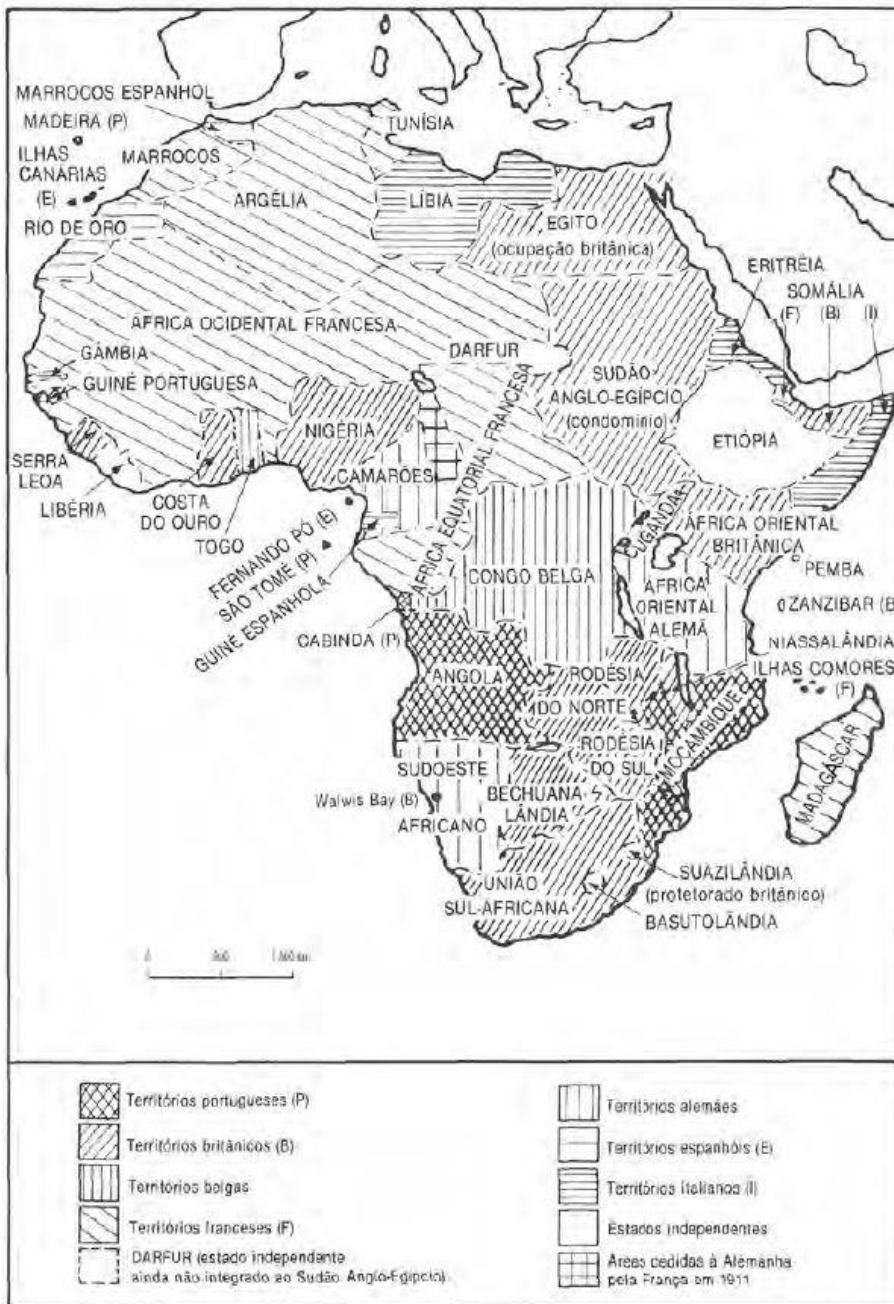 MARROCOS ESPANHOL
MADEIRA (P)
ILHAS
CANÁRIAS
(E)
RIO DE ORO
MARROCOS
TUNÍSIA
ARGÉLIA
LÍBIA
EGITO
(ocupação britânica)
ERITRÉIA
SOMÁLIA
(F) (B) (I)
ÁFRICA OCIDENTAL FRANCESA
GÂMBIA
GUINÉ PORTUGUESA
DARFUR
SUDÃO
ANGLO-EGÍPCIO
(condomínio)
ETIÓPIA
NIGÉRIA
SERRA
LEOA
LIBÉRIA
COSTA
DO OURO
TOGO
CAMARÕES
ÁFRICA EQUATORIAL FRANCESA
UGANDA
ÁFRICA ORIENTAL
BRITÂNICA
FERNANDO PÓ (E)
SÃO TOMÉ (P)
GUINÉ ESPANHOLA
CONGO BELGA
PEMBA
ÁFRICA
ORIENTAL
ALEMÃ
ZANZIBAR (B
CABINDA (P)
NIASSALÂNDIA
ILHAS COMORES
(F)
ANGOLA
RODÉSIA
DO NORTE
RODÉSIA
DO SUL
MOÇAMBIQUE
MADAGASCAR
SUDOESTE
AFRICANO
Walwis Bay (B)
BECHUANA
LÂNDIA
SUAZILÂNDIA
(protetorado britânico)
BASUTOLÂNDIA
UNIÃO
SUL-AFRICANA
0
Territórios portugueses (P)
Territórios britânicos (B)
Territórios belgas
Territórios franceses (F)
DARFUR (estado independente
ainda não integrado ao Sudão Anglo-Egípcio)
Territórios alemães
Territórios espanhóis (E)
Territórios italianos (I)
Estados independentes
Áreas cedidas à Alemanha
pela França em 1911